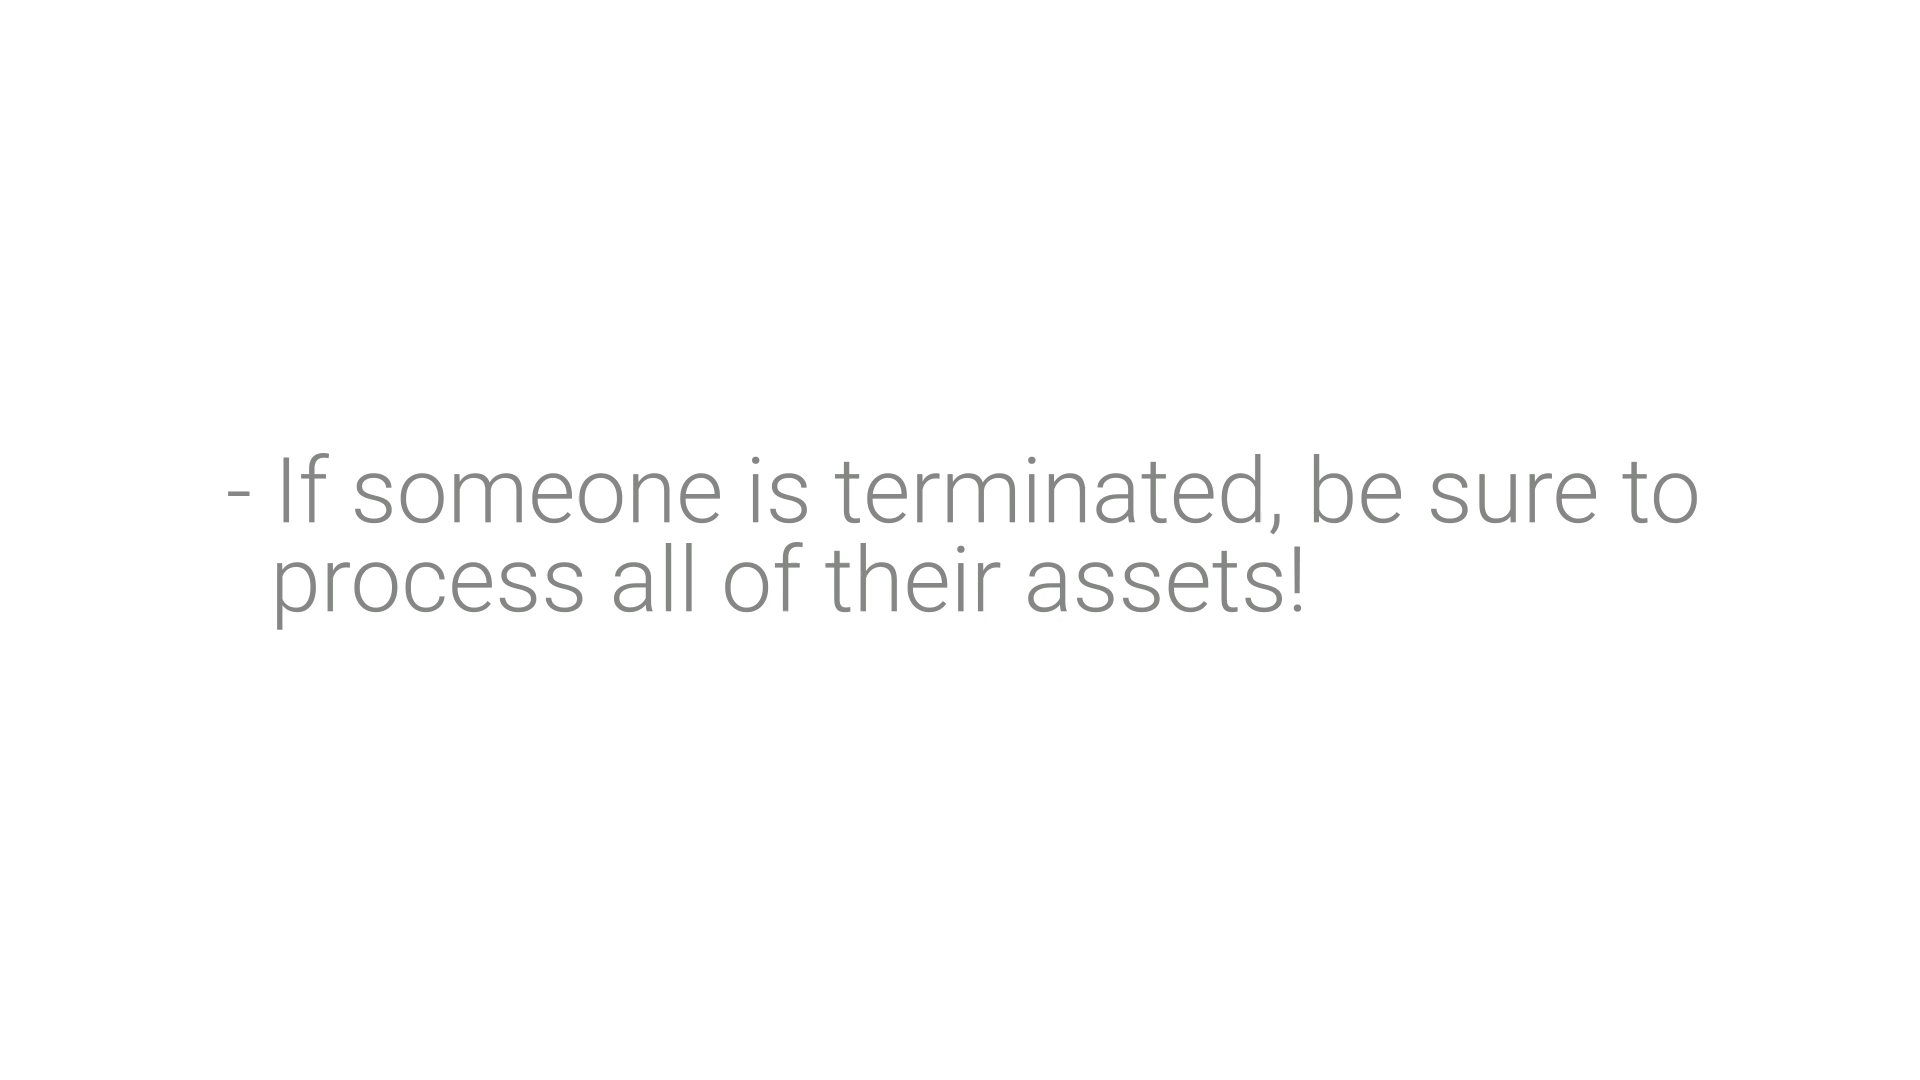 - If someone is terminated, be sure to
process all of their assets!